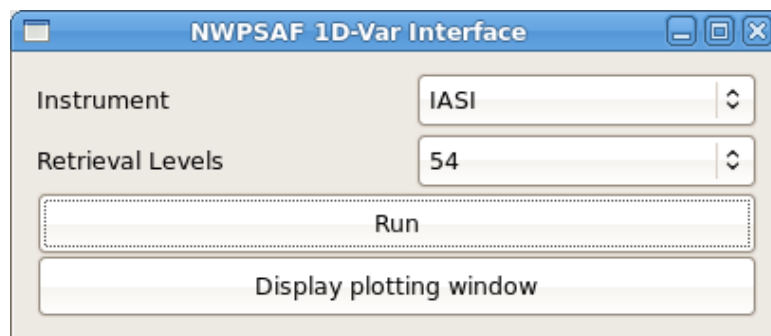 NWPSAF 1D-Var Interface
Instrument IASI
Retrieval Levels 54
Run
Display plotting window